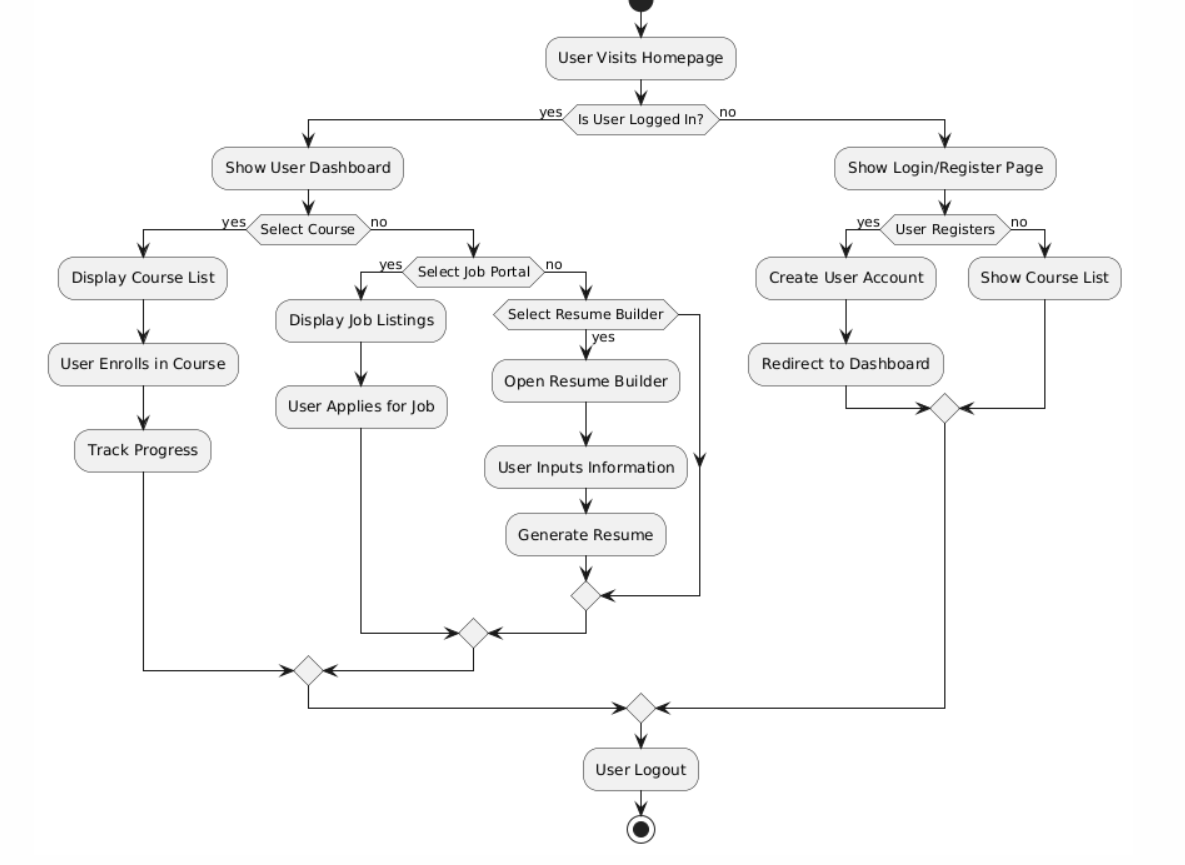 User Visits Homepage
yes
Is User Logged In?
no
Show User Dashboard
Show Login/Register Page
yes
Select Course
no
yes
User Registers
no
Display Course List
yes
Select Job Portal
no
Create User Account
Show Course List
Display Job Listings
Select Resume Builder
yes
User Enrolls in Course
Open Resume Builder
Redirect to Dashboard
User Applies for Job
Track Progress
User Inputs Information
Generate Resume
User Logout